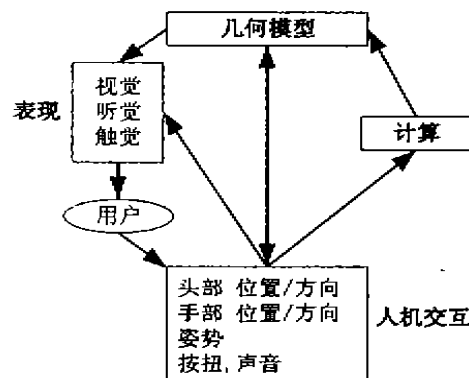 几何模型
视觉
听觉
触觉
表现
计算
用户
头部 位置/方向
手部 位置/方向
姿势
按扭,声音
人机交互